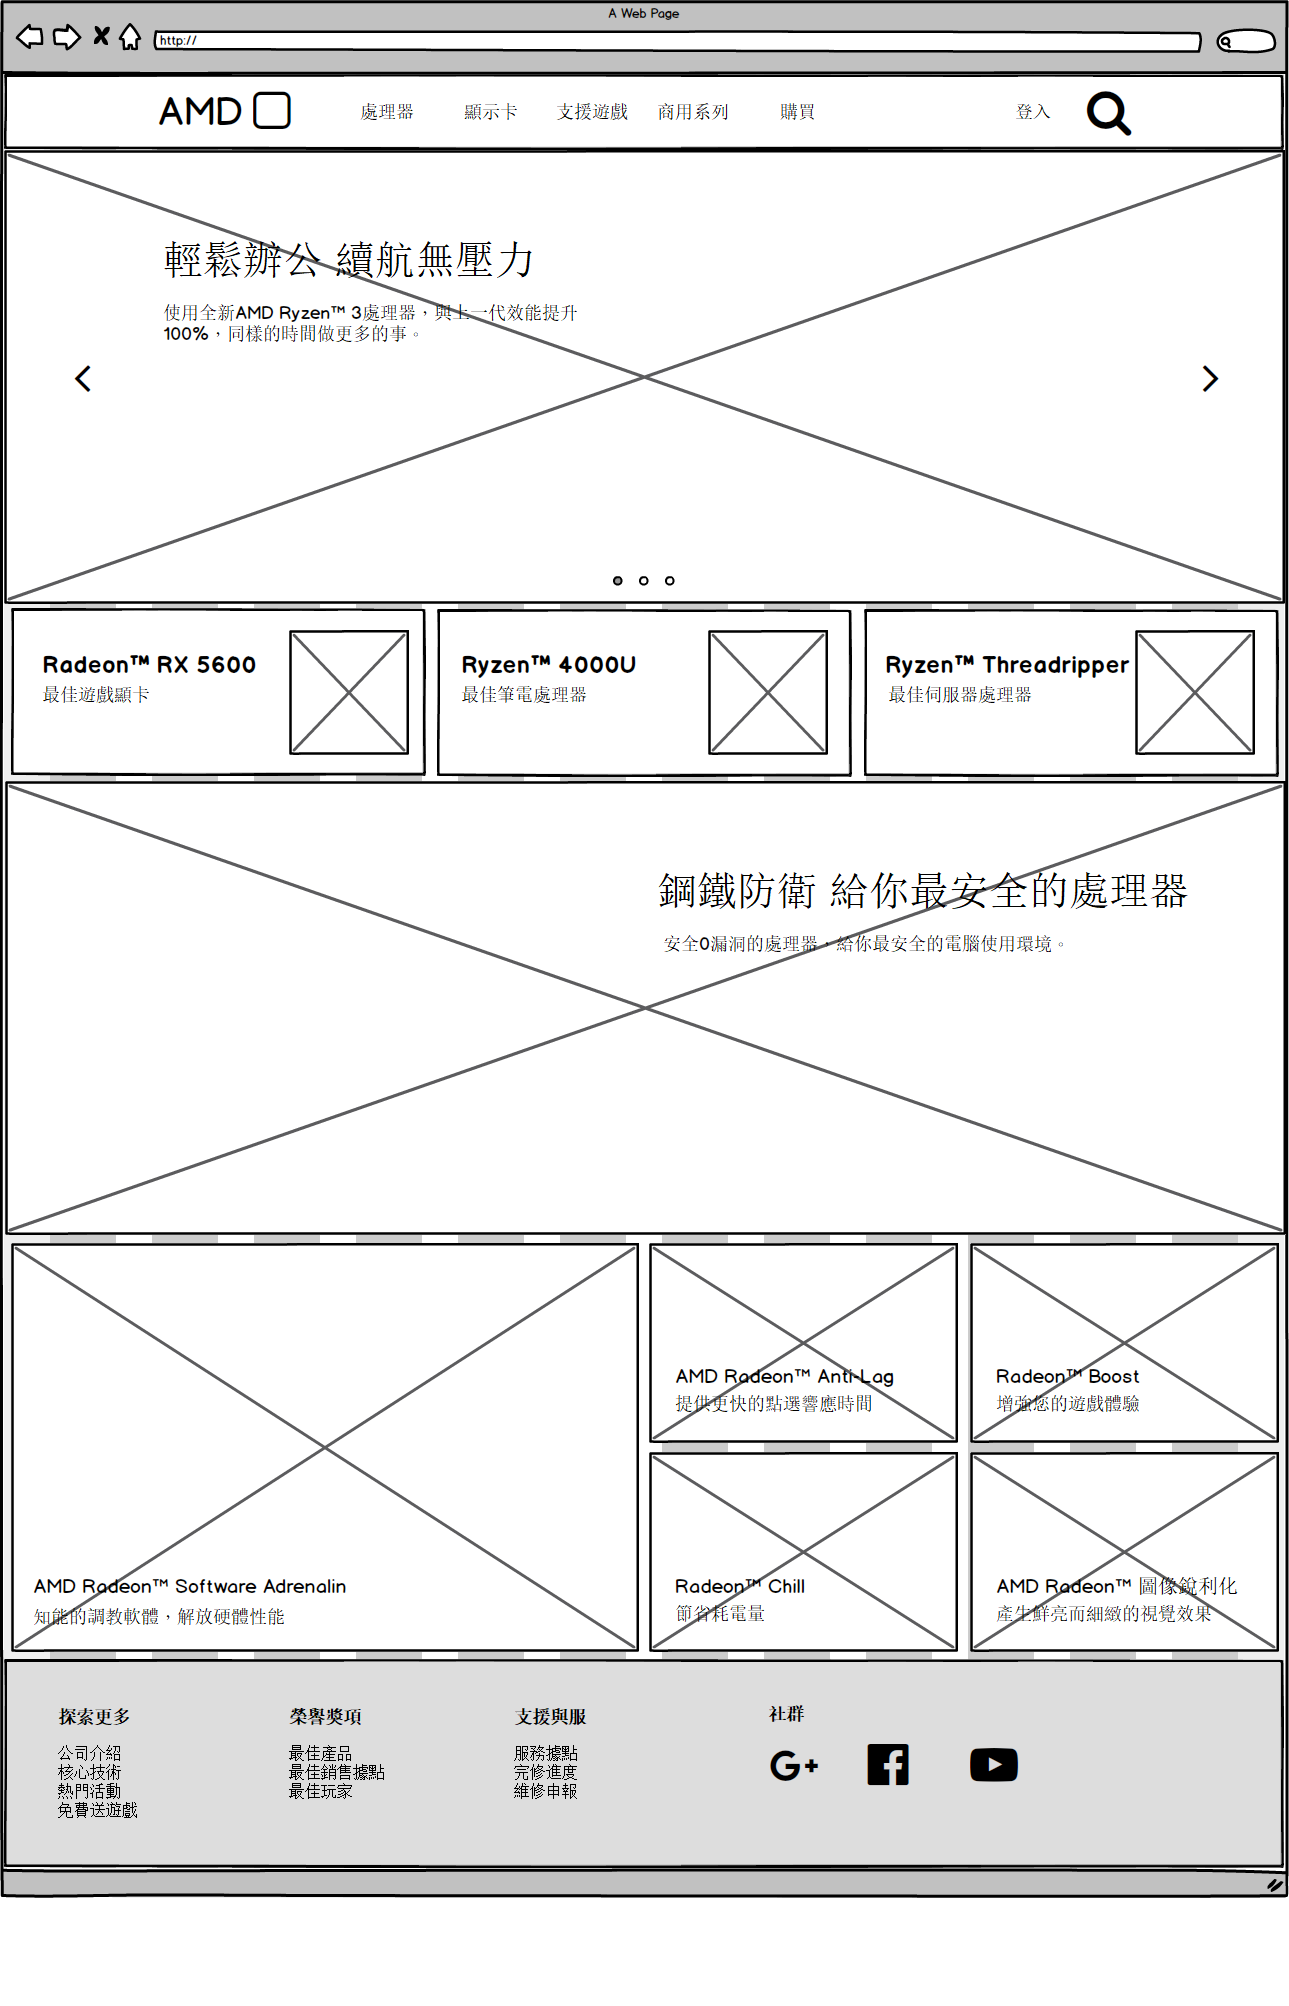 A Web Page
http://
AMD
處理器
顯示卡
支援遊戲
商用系列
購買
登入
輕鬆辦公 續航無壓力
使用全新AMD Ryzen™ 3處理器，與上一代效能提升
100%，同樣的時間做更多的事。
Radeon™ RX 5600
最佳遊戲顯卡
Ryzen™ 4000U
最佳筆電處理器
Ryzen™ Threadripper
最佳伺服器處理器
鋼鐵防衛 給你最安全的處理器
安全0漏洞的處理器，給你最安全的電腦使用環境。
AMD Radeon™ Software Adrenalin
知能的調教軟體，解放硬體性能
AMD Radeon™ Anti-Lag
提供更快的點選響應時間
Radeon™ Boost
增強您的遊戲體驗
Radeon™ Chill
節省耗電量
AMD Radeon™ 圖像銳利化
產生鮮亮而細緻的視覺效果
探索更多
公司介紹
核心技術
熱門活動
免費送遊戲
榮譽獎項
最佳產品
最佳銷售據點
最佳玩家
支援與服
服務據點
完修進度
維修申報
社群
G+